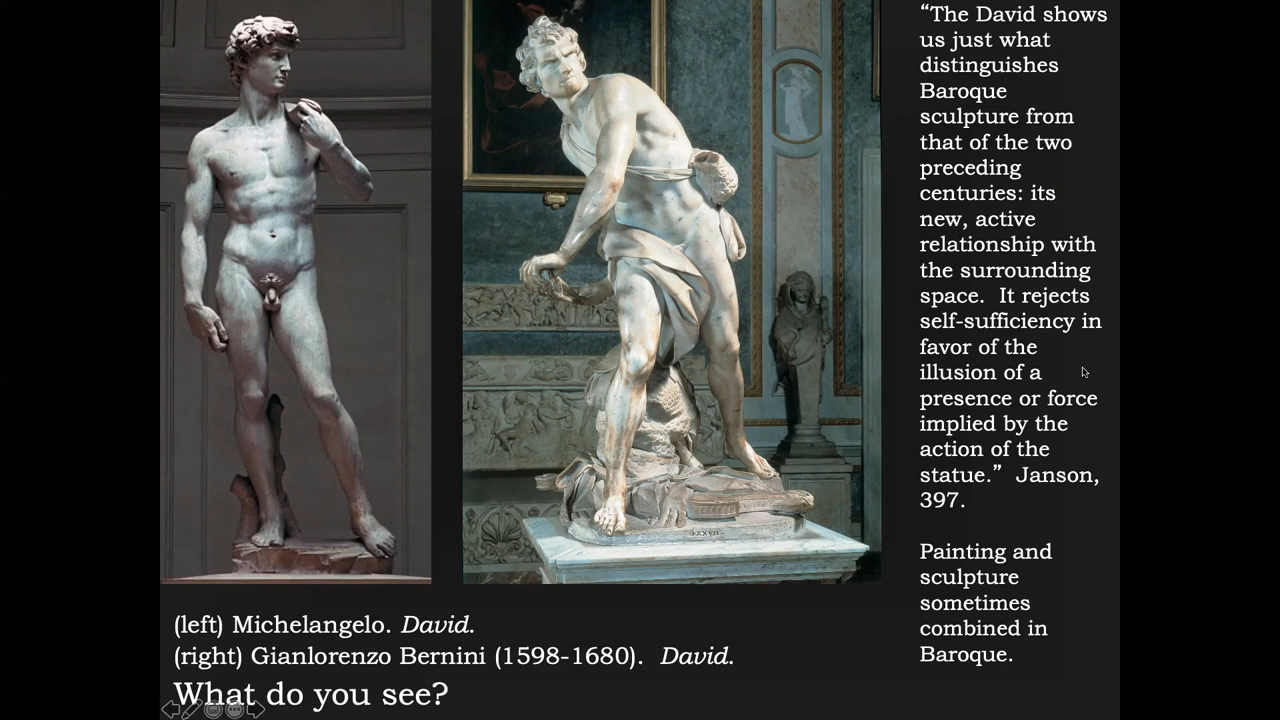 “The David shows
us just what
distinguishes
Baroque
sculpture from
that of the two
preceding
centuries: its
new, active
relationship with
the surrounding
space.  It rejects
self-sufficiency in
favor of the
illusion of a
presence or force
implied by the
action of the
statue.”  Janson,
397.
Painting and
sculpture
sometimes
combined in
Baroque.
(left) Michelangelo. David.
(right) Gianlorenzo Bernini (1598-1680).  David.
What do you see?